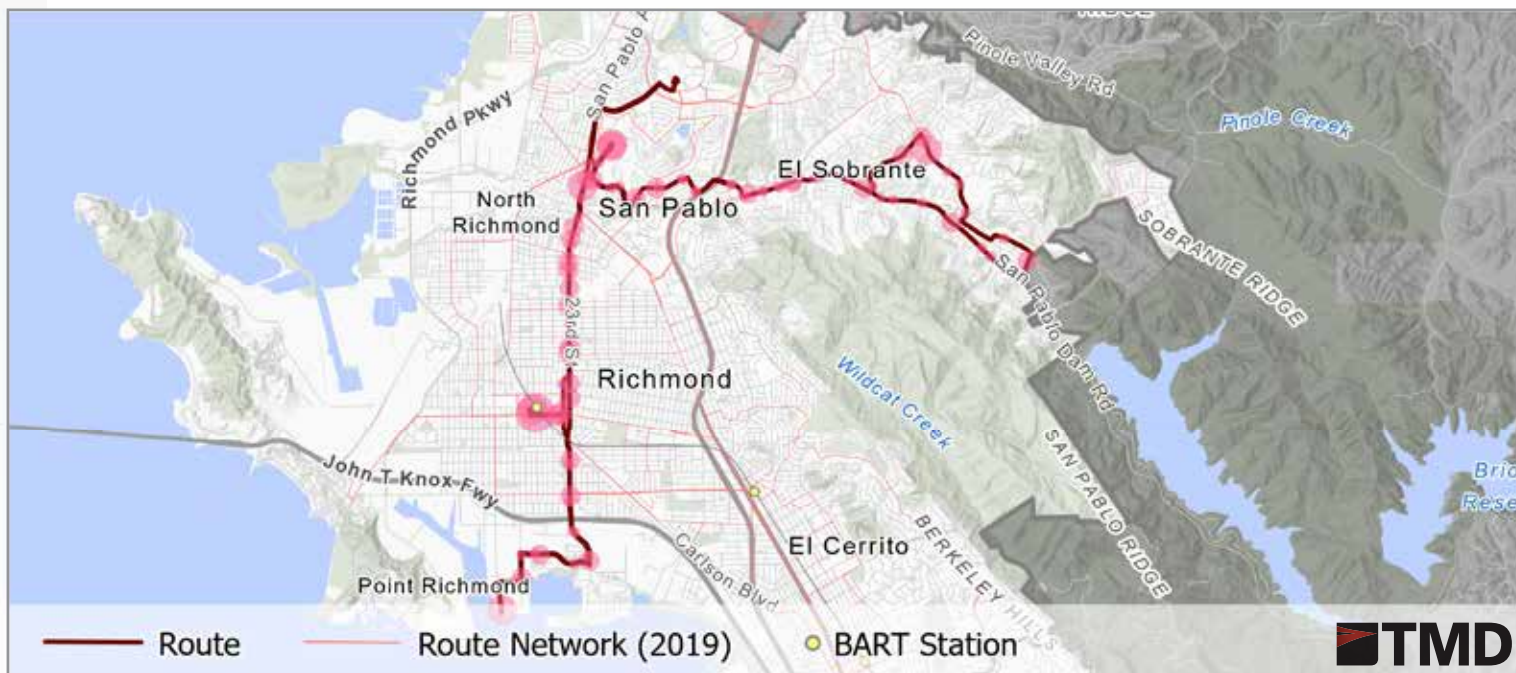 Pinole Valley Rd
San Pablo
Richmond Pkwy
Pinole Creek
El Sobrante
North
Richmond
San Pablo
SOBRANTE RIDGE
San Pablo Dam Rd
23rd St
Richmond
Wildcat Creek
John T Knox Fwy
SAN PABLO RIDGE
El Cerrito
BERKELEY HILLS
Carlson Blvd
Point Richmond
Route
Route Network (2019)
BART Station
TMD